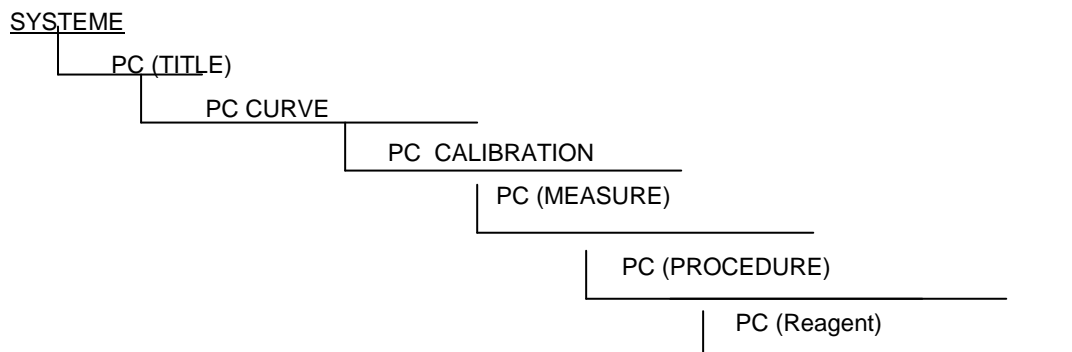 SYSTEME
PC (TITLE)
PC CURVE
PC CALIBRATION
PC (MEASURE)
PC (PROCEDURE)
PC (Reagent)